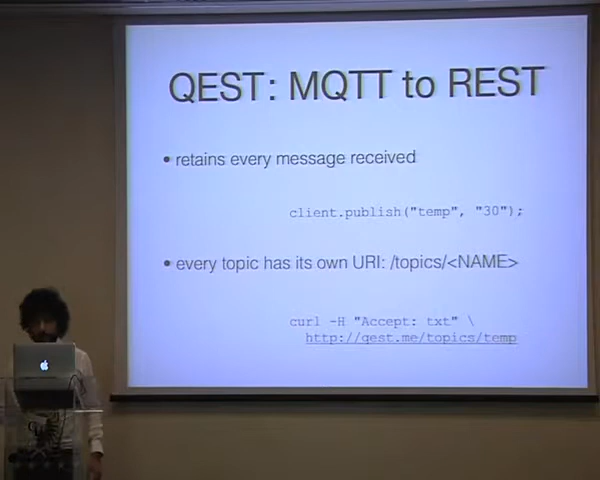 QEST: MQTT to REST
• retains every message received
client.publish("temp", "30");
• every topic has its own URI: /topics/<NAME>
curl -H "Accept: txt" \
http://qest.me/topics/temp